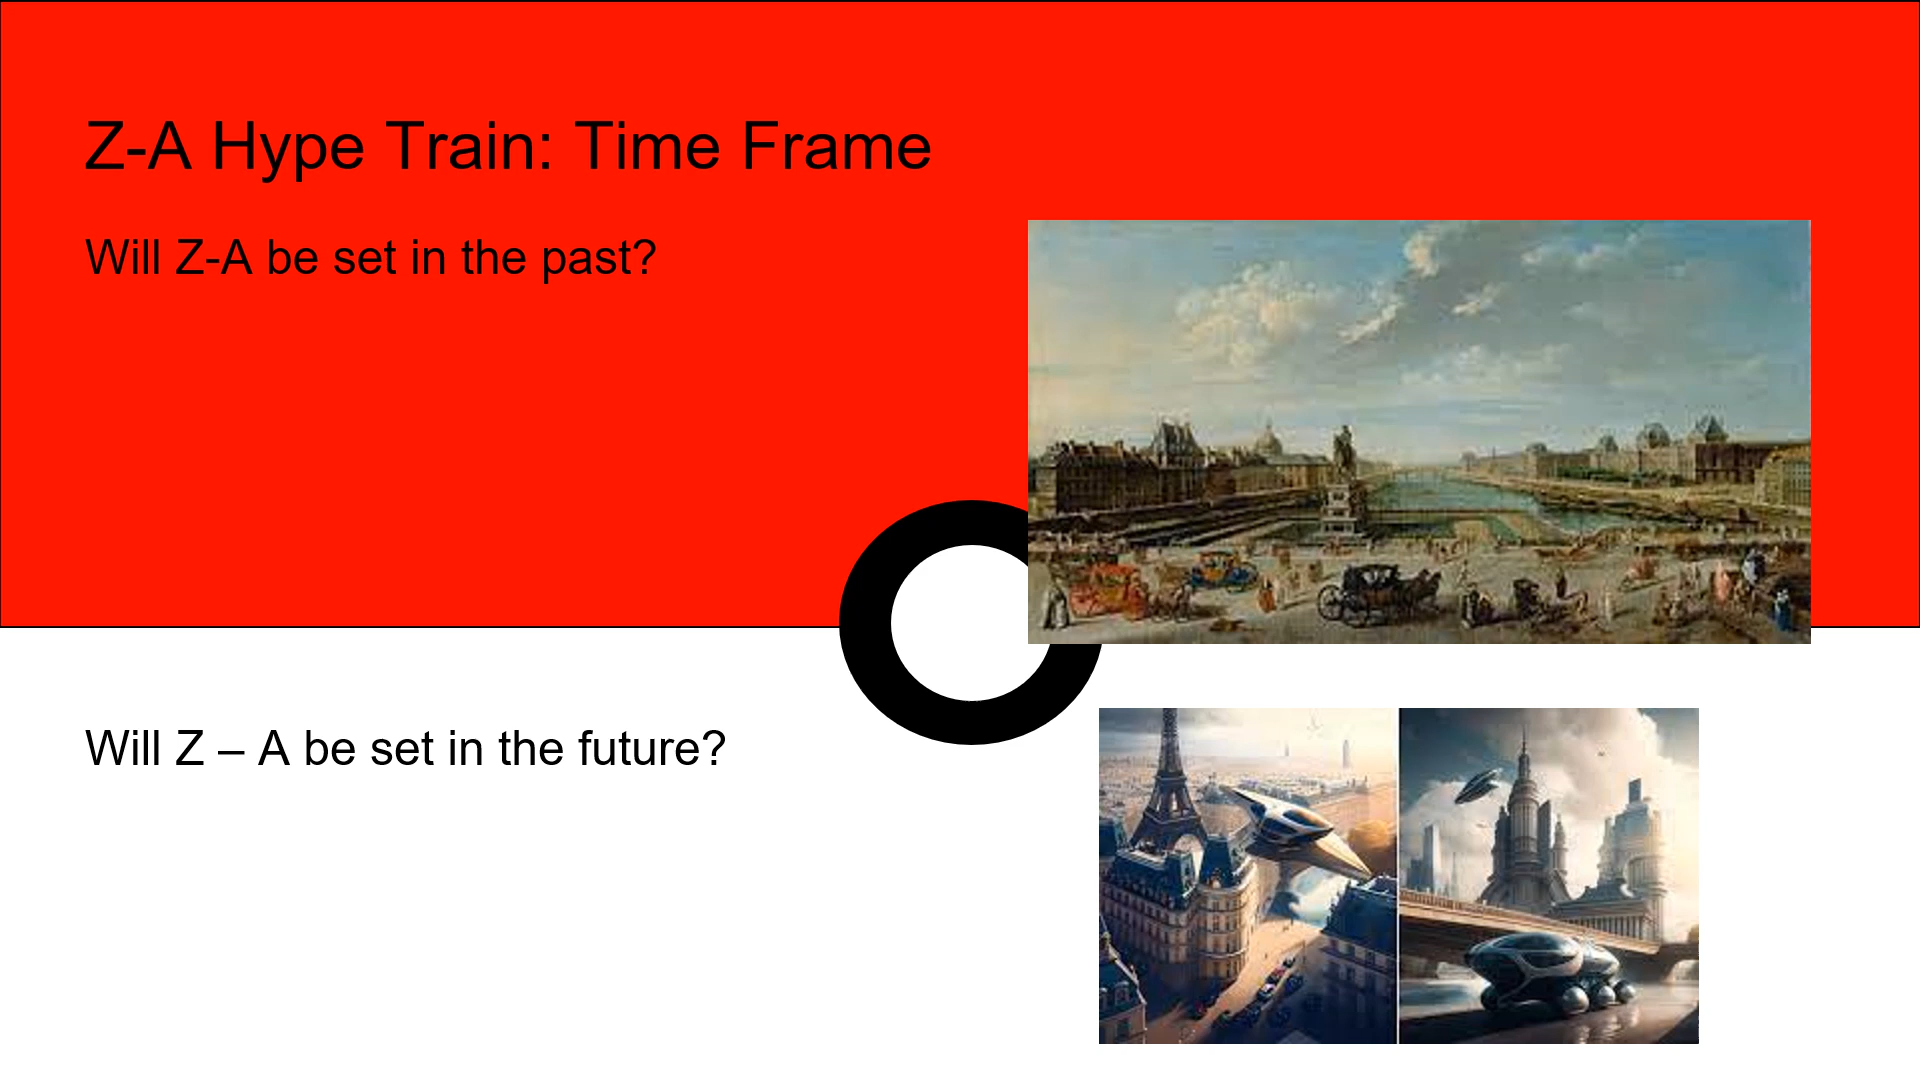 Z-A Hype Train: Time Frame
Will Z-A be set in the past?
Will Z – A be set in the future?